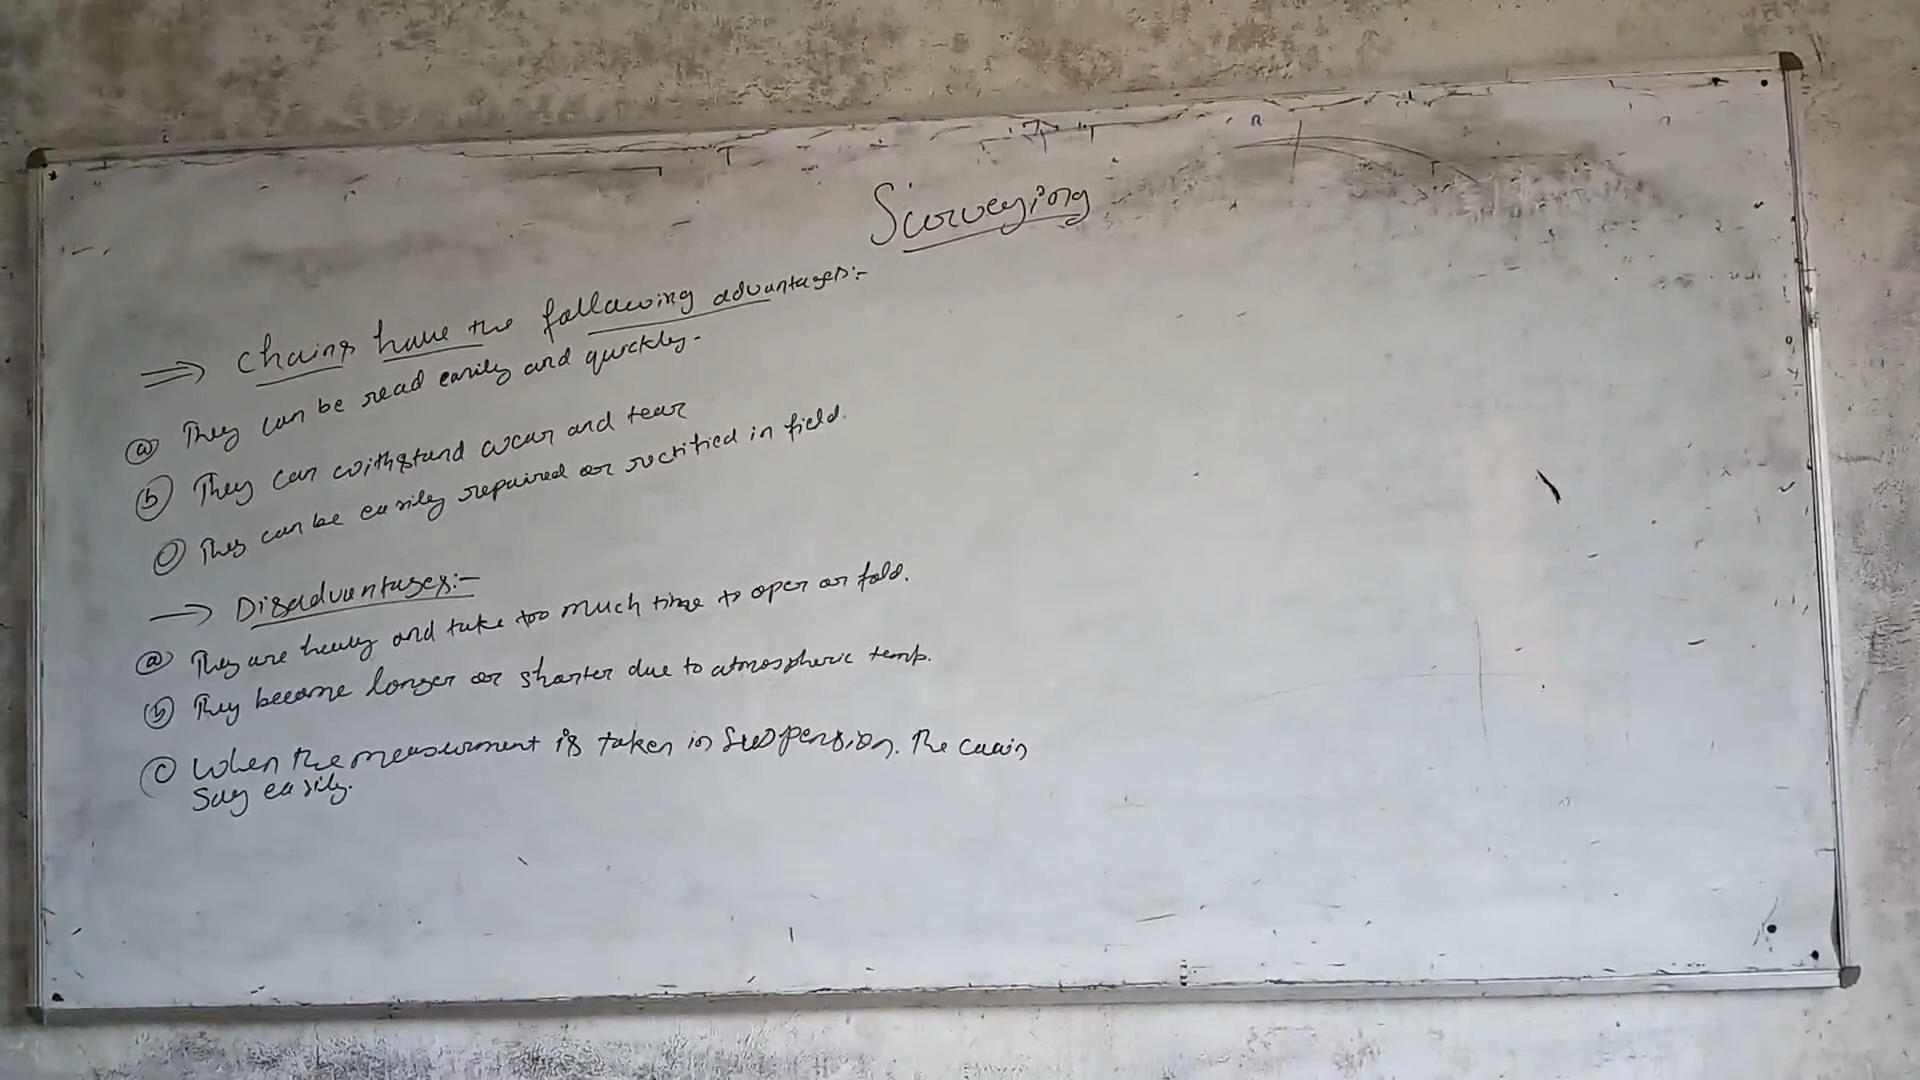 Surveying
⇒ Chains have the following advantages:-
ⓐ They can be read easily and quickly.
ⓑ They can withstand wear and tear
ⓒ They can be easily repaired or rectified in field.
→ Disadvantages:-
ⓐ They are heavy and take too much time to open or fold.
ⓑ They become longer or shorter due to atmospheric temp.
ⓒ When the measurment is taken in suspension. The chain
sag easily.